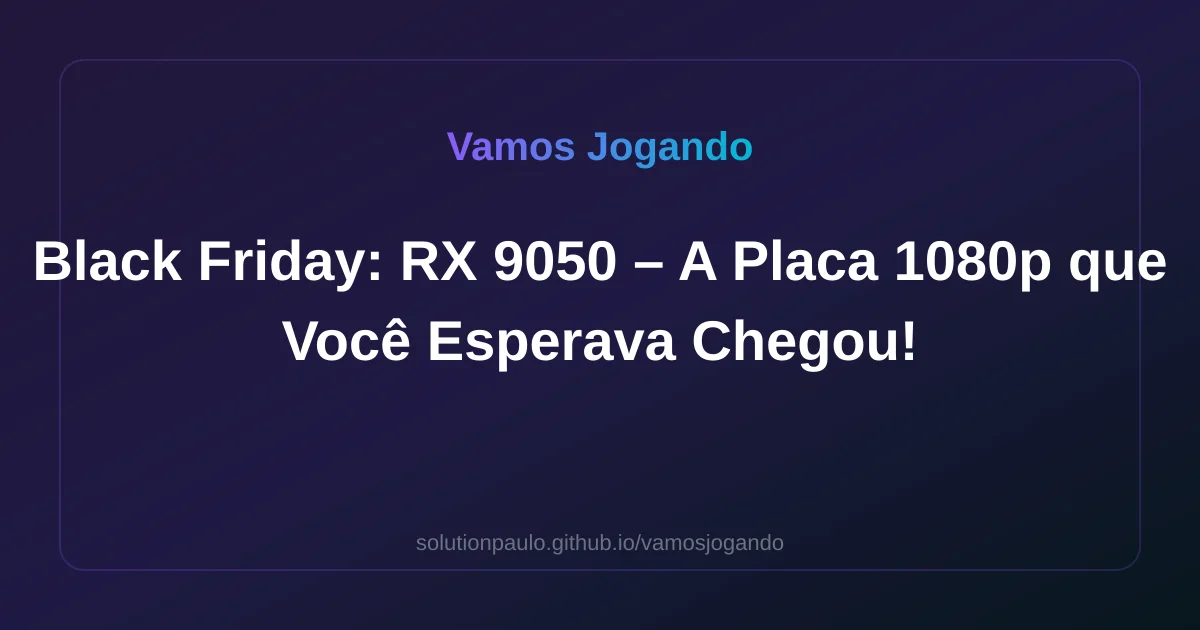 Vamos Jogando
Black Friday: RX 9050 – A Placa 1080p que
Você Esperava Chegou!
solutionpaulo.github.io/vamosjogando